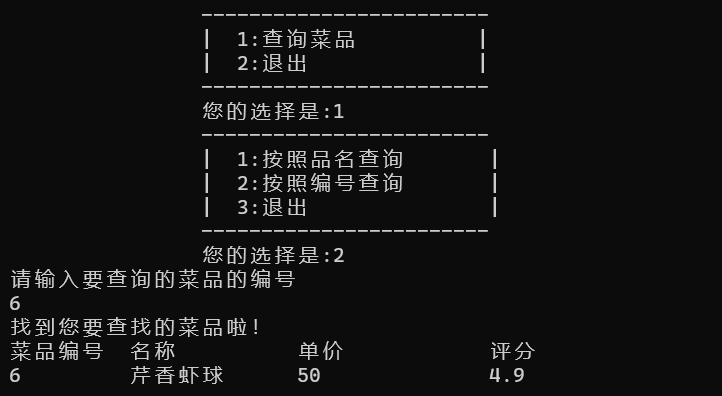 ------------------------
|  1:查询菜品          |
|  2:退出              |
------------------------
您的选择是:1
------------------------
|  1:按照品名查询       |
|  2:按照编号查询       |
|  3:退出               |
------------------------
您的选择是:2
请输入要查询的菜品的编号
6
找到您要查找的菜品啦!
菜品编号  名称          单价            评分
6         芹香虾球      50              4.9